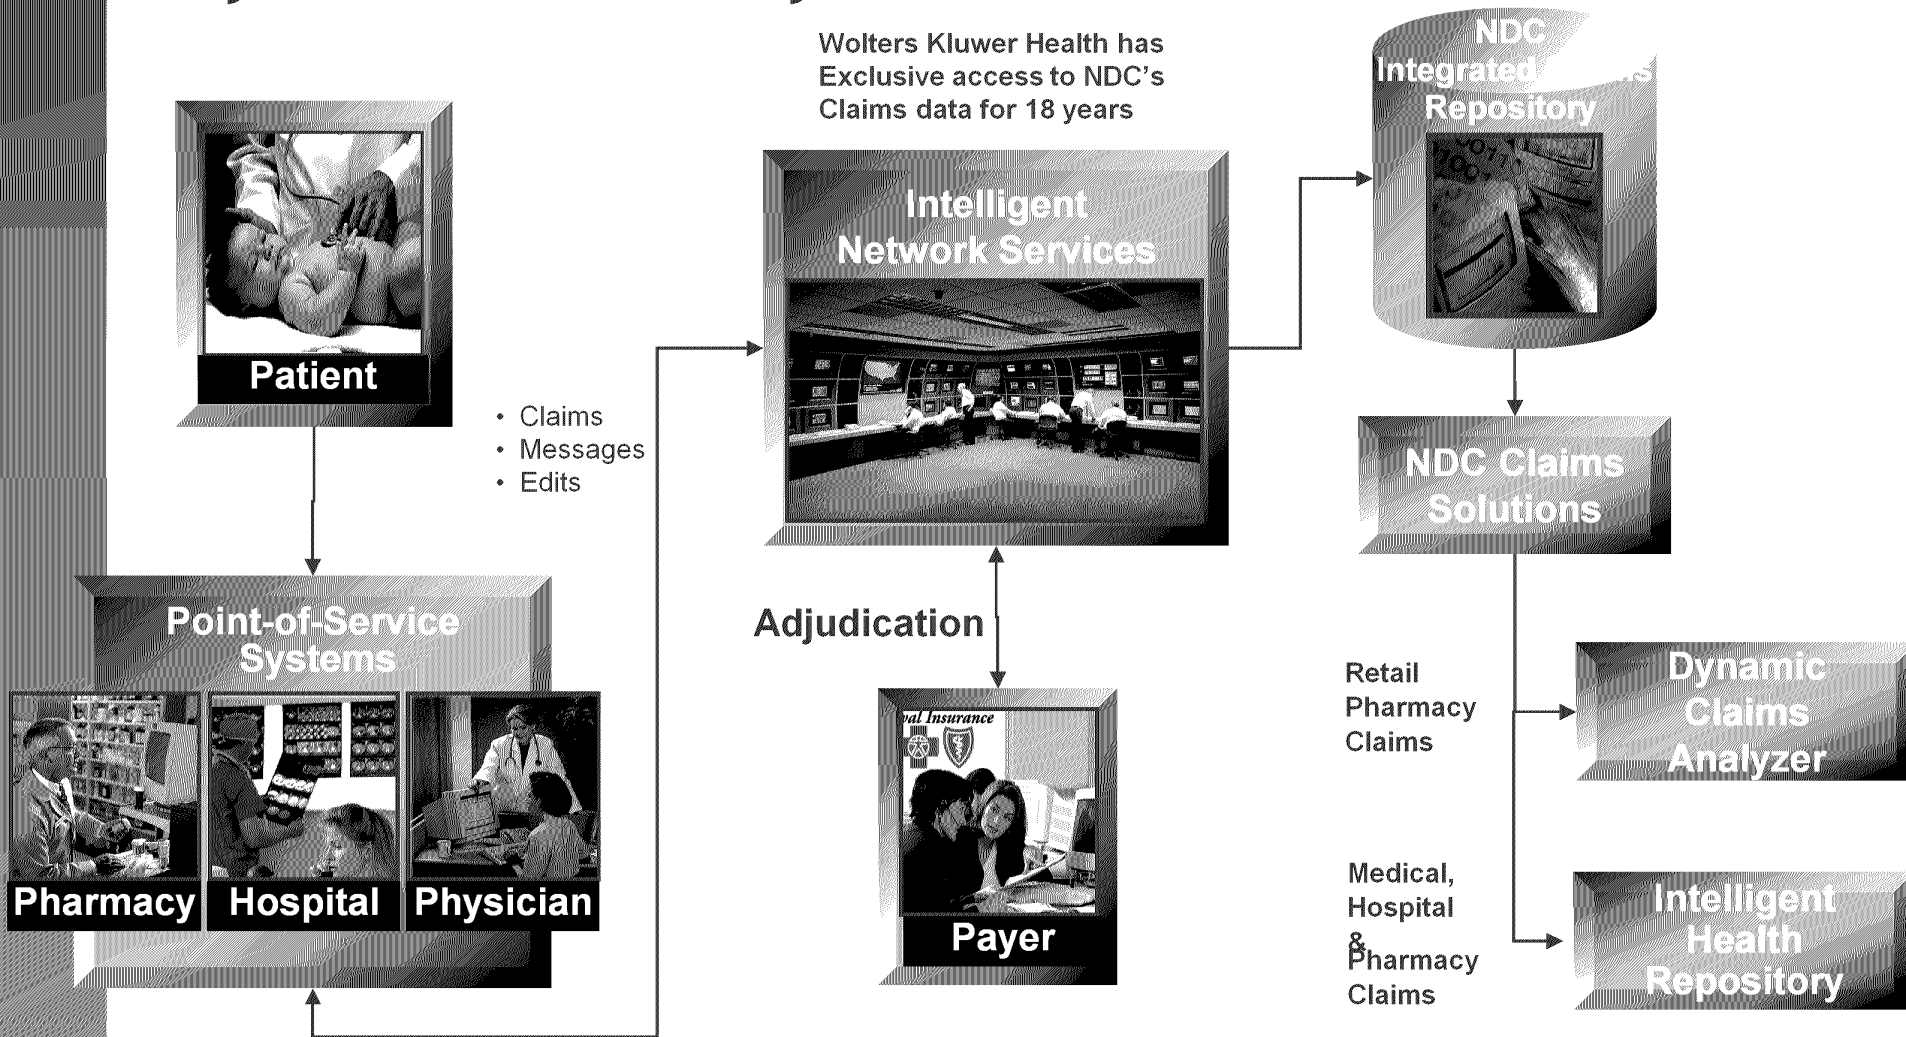 Wolters Kluwer Health has
Exclusive access to NDC's
Claims data for 18 years
NDC
Integrated
Repository
Patient
Intelligent
Network Services
• Claims
• Messages
• Edits
NDC Claims
Solutions
Point-of-Service
Systems
Pharmacy
Hospital
Physician
Adjudication
Insurance
Payer
Retail
Pharmacy
Claims
Dynamic
Claims
Analyzer
Medical,
Hospital
&
Pharmacy
Claims
Intelligent
Health
Repository